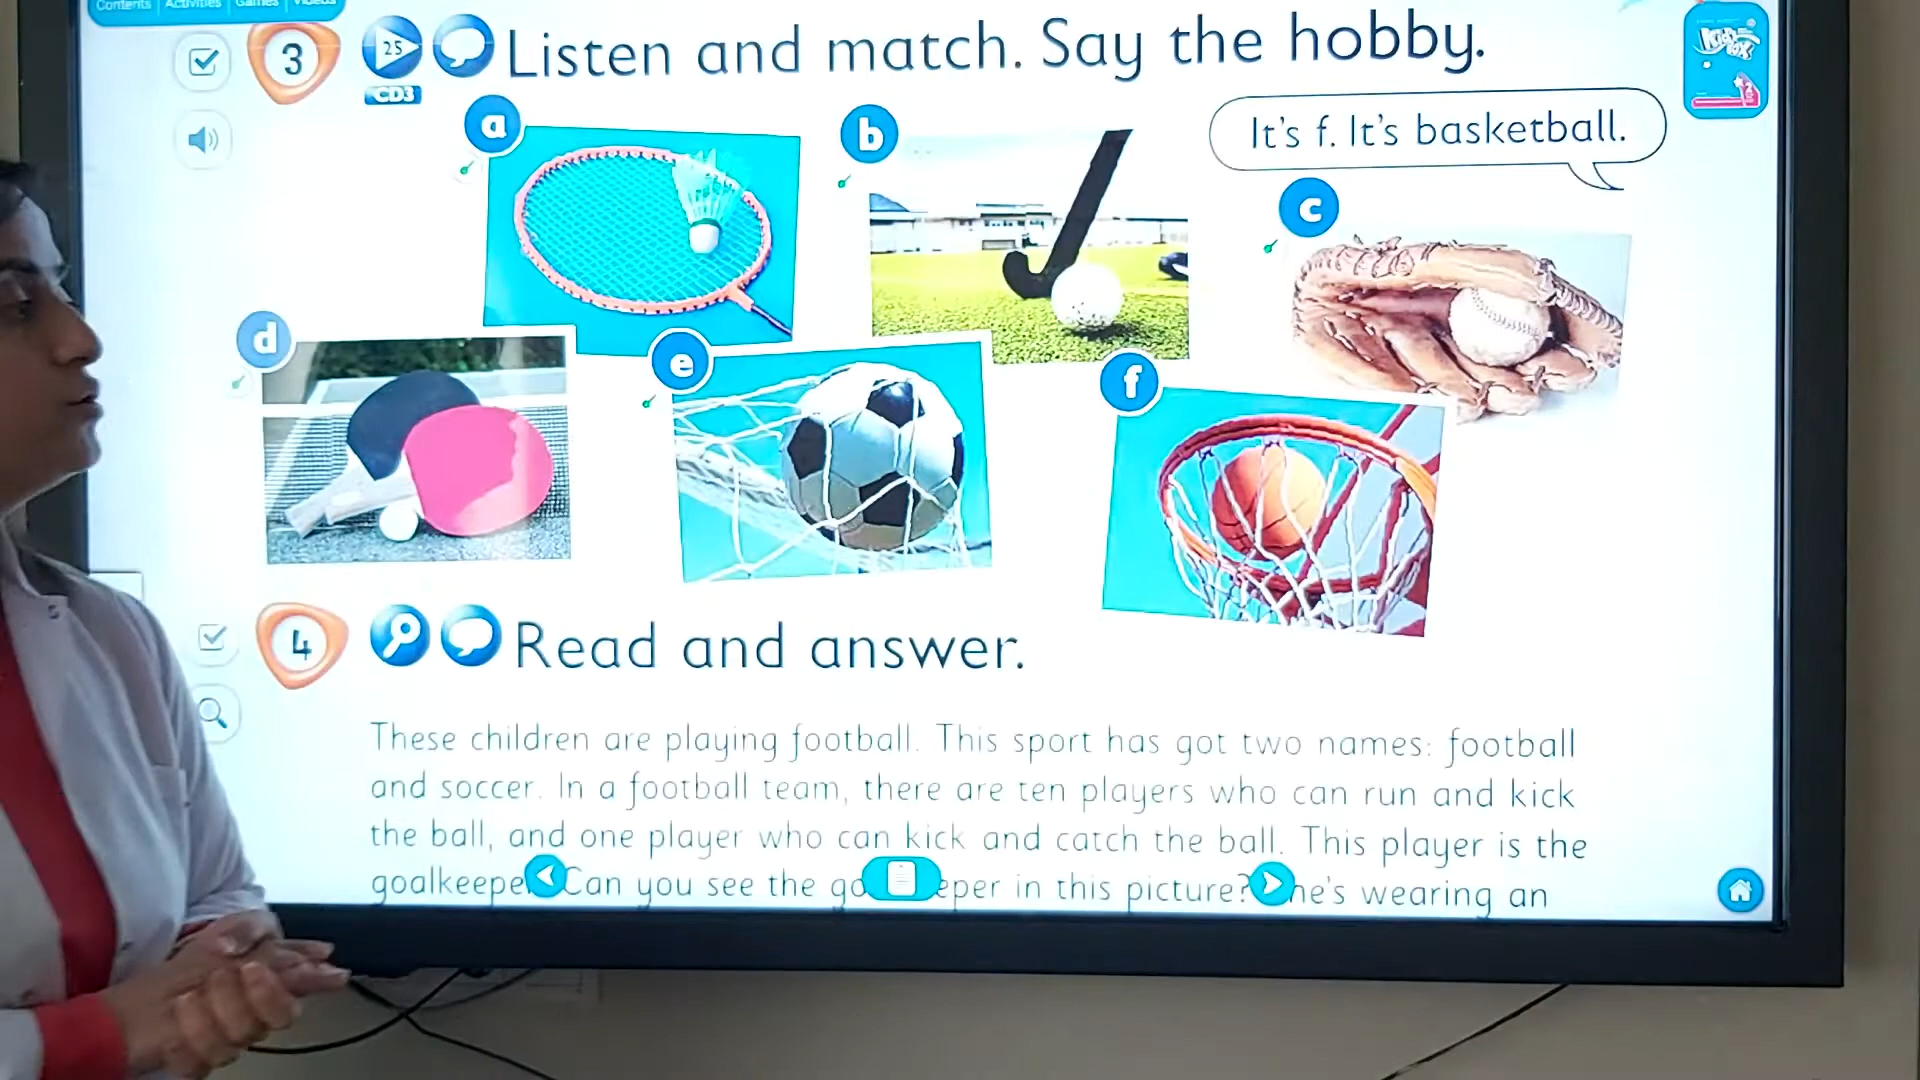 Contents Activities Games Videos
3 25 Listen and match. Say the hobby.
CD3
a
b
It's f. It's basketball.
c
d
e
f
4 Read and answer.
These children are playing football. This sport has got two names: football
and soccer. In a football team, there are ten players who can run and kick
the ball, and one player who can kick and catch the ball. This player is the
goalkeepe Can you see the go eper in this picture? he's wearing an